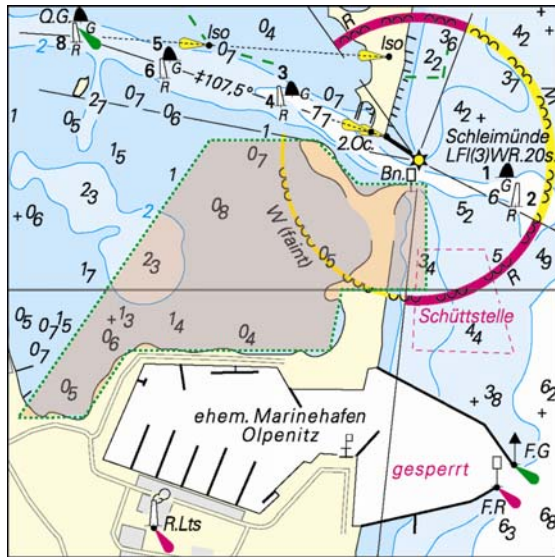 Q.G.
8
R
G
2
Iso
0₄
R
Iso
3₆
2₂
3₁
5
G
6
R
0₇
107,5°
3
G
4
R
2₇
0₅
0₇
0₇
0₆
1
7₇
2.Oc.
4₂
4₂
Schleimünde
LFl(3)WR.20s
1
G
6
2
R
Bn.
5₂
1₅
2₃
0₆
1
2
0₇
0₈
W (faint)
0₅
2₃
3₄
5
R
4₉
1₇
0₅
0₇
1₅
1₃
0₆
1₄
0₄
Schüttstelle
4₄
0₅
ehem. Marinehafen
Olpenitz
gesperrt
3₈
6₂
F.G
F.R
R.Lts
6₃
6₈